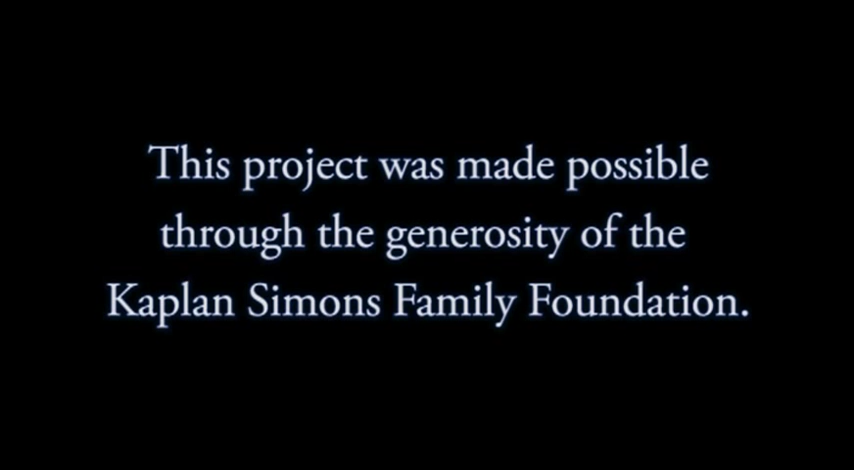 This project was made possible
through the generosity of the
Kaplan Simons Family Foundation.